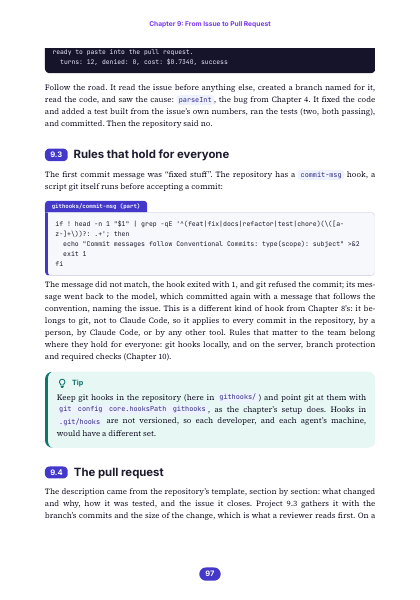 Chapter 9: From Issue to Pull Request
ready to paste into the pull request.
turns: 12, denied: 0, cost: $0.7340, success
Follow the road. It read the issue before anything else, created a branch named for it,
read the code, and saw the cause: parseInt, the bug from Chapter 4. It fixed the code
and added a test built from the issue's own numbers, ran the tests (two, both passing),
and committed. Then the repository said no.
9.3 Rules that hold for everyone
The first commit message was "fixed stuff". The repository has a commit-msg hook, a
script git itself runs before accepting a commit:
githooks/commit-msg (part)
if ! head -n 1 "$1" | grep -qE '^(feat|fix|docs|refactor|test|chore)(\([a-
z-]+\))?: .+'; then
echo "Commit messages follow Conventional Commits: type(scope): subject" >&2
exit 1
fi
The message did not match, the hook exited with 1, and git refused the commit; its mes-
sage went back to the model, which committed again with a message that follows the
convention, naming the issue. This is a different kind of hook from Chapter 8's: it be-
longs to git, not to Claude Code, so it applies to every commit in the repository, by a
person, by Claude Code, or by any other tool. Rules that matter to the team belong
where they hold for everyone: git hooks locally, and on the server, branch protection
and required checks (Chapter 10).
Tip
Keep git hooks in the repository (here in githooks/) and point git at them with
git config core.hooksPath githooks, as the chapter's setup does. Hooks in
.git/hooks are not versioned, so each developer, and each agent's machine,
would have a different set.
9.4 The pull request
The description came from the repository's template, section by section: what changed
and why, how it was tested, and the issue it closes. Project 9.3 gathers it with the
branch's commits and the size of the change, which is what a reviewer reads first. On a
97